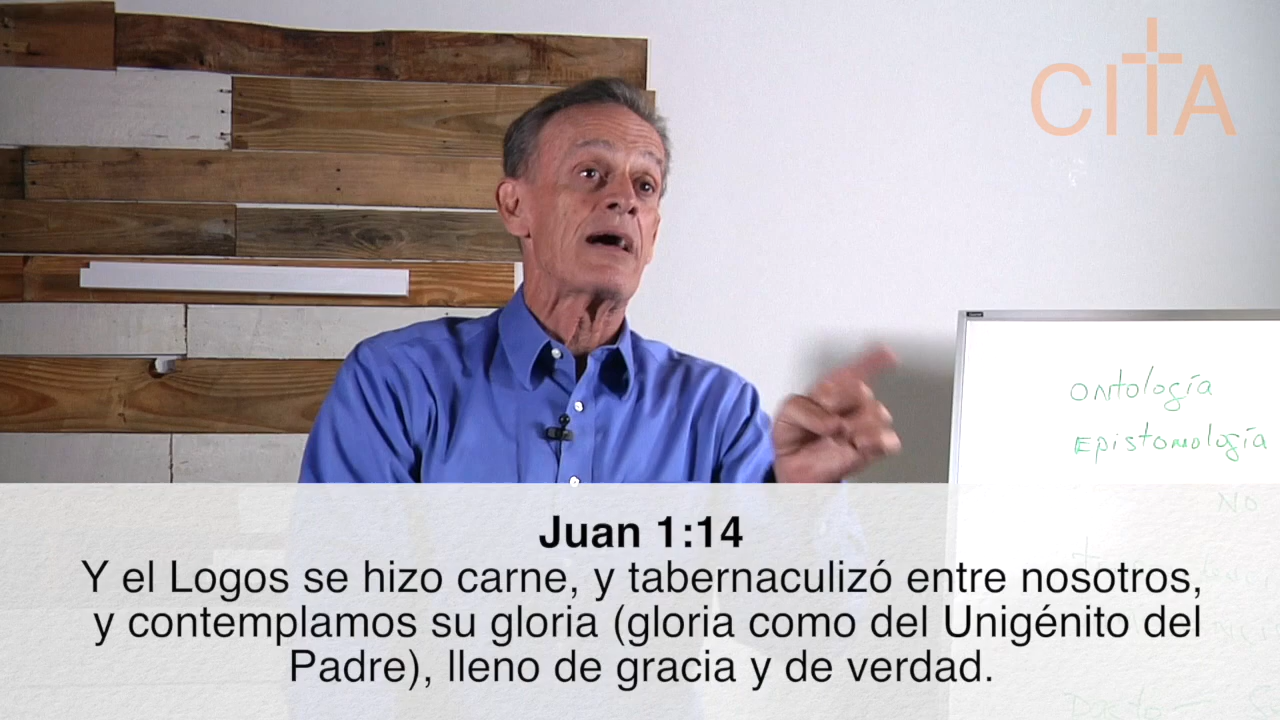 CITA
ontología
Epistomología
No
Juan 1:14
Y el Logos se hizo carne, y tabernaculizó entre nosotros,
y contemplamos su gloria (gloria como del Unigénito del
Padre), lleno de gracia y de verdad.